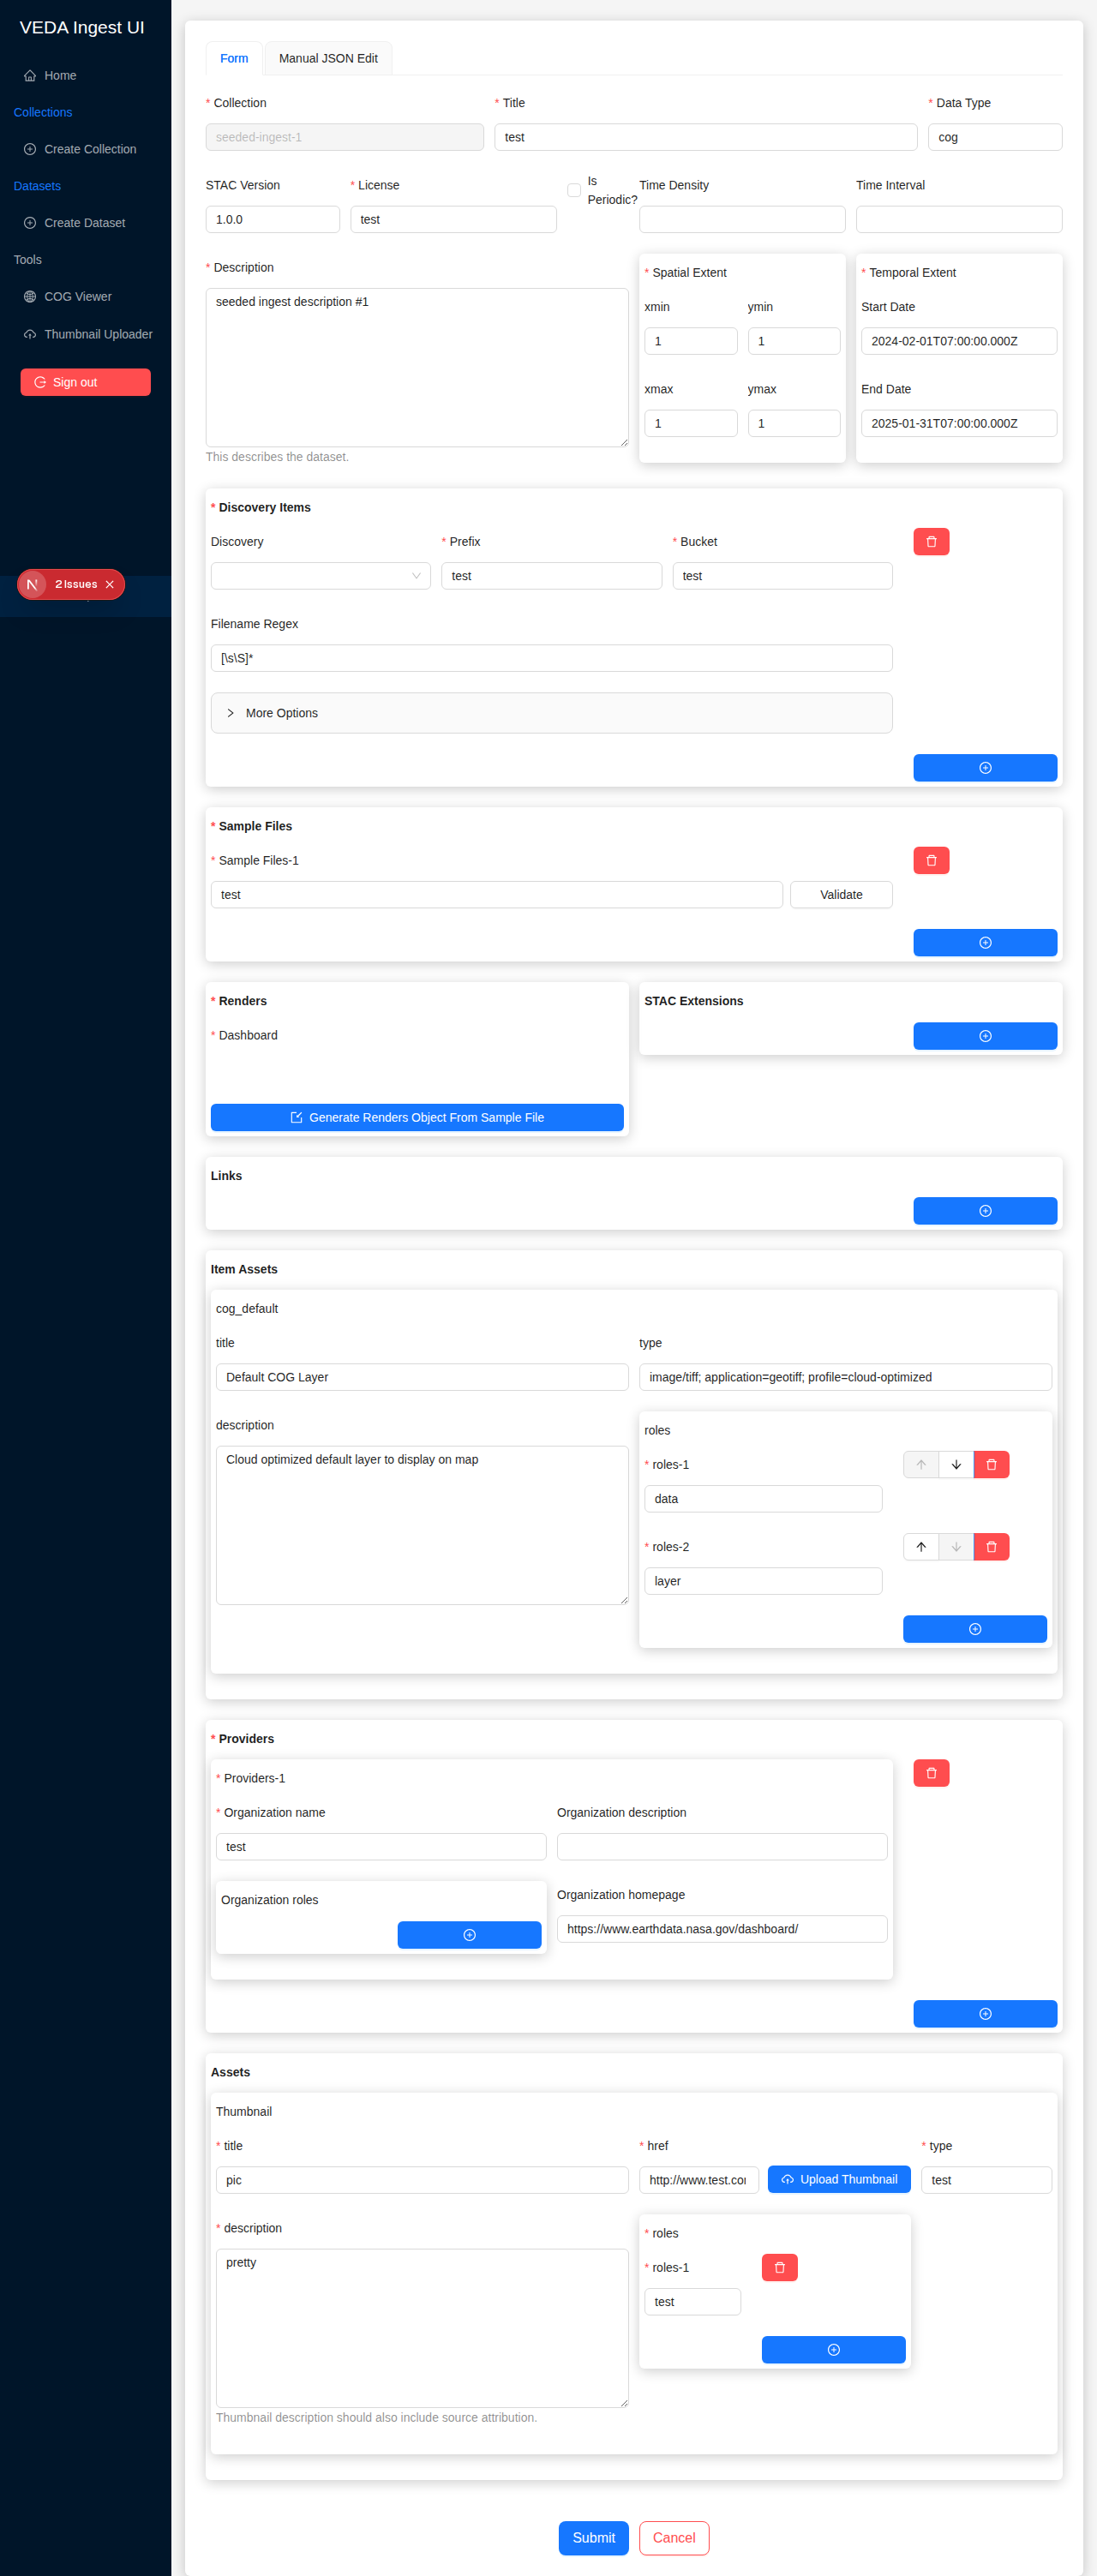 VEDA Ingest UI
Home
Collections
Create Collection
Datasets
Create Dataset
Tools
COG Viewer
Thumbnail Uploader
Sign out
2 Issues
Form
Manual JSON Edit
* Collection
* Title
* Data Type
seeded-ingest-1
test
cog
STAC Version
* License
Is Periodic?
Time Density
Time Interval
1.0.0
test
* Description
seeded ingest description #1
This describes the dataset.
* Spatial Extent
xmin
ymin
1
1
xmax
ymax
1
1
* Temporal Extent
Start Date
2024-02-01T07:00:00.000Z
End Date
2025-01-31T07:00:00.000Z
* Discovery Items
Discovery
* Prefix
* Bucket
test
test
Filename Regex
[\s\S]*
More Options
* Sample Files
* Sample Files-1
test
Validate
* Renders
* Dashboard
Generate Renders Object From Sample File
STAC Extensions
Links
Item Assets
cog_default
title
type
Default COG Layer
image/tiff; application=geotiff; profile=cloud-optimized
description
Cloud optimized default layer to display on map
roles
* roles-1
data
* roles-2
layer
* Providers
* Providers-1
* Organization name
Organization description
test
Organization roles
Organization homepage
https://www.earthdata.nasa.gov/dashboard/
Assets
Thumbnail
* title
* href
* type
pic
http://www.test.co
Upload Thumbnail
test
* description
pretty
Thumbnail description should also include source attribution.
* roles
* roles-1
test
Submit
Cancel